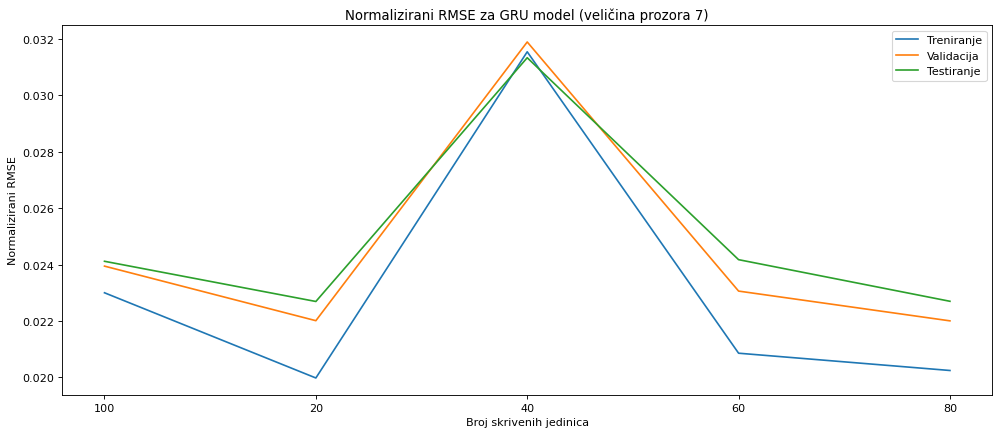 Normalizirani RMSE za GRU model (veličina prozora 7)
Treniranje
Validacija
Testiranje
Normalizirani RMSE
0.032
0.030
0.028
0.026
0.024
0.022
0.020
100 20 40 60 80
Broj skrivenih jedinica